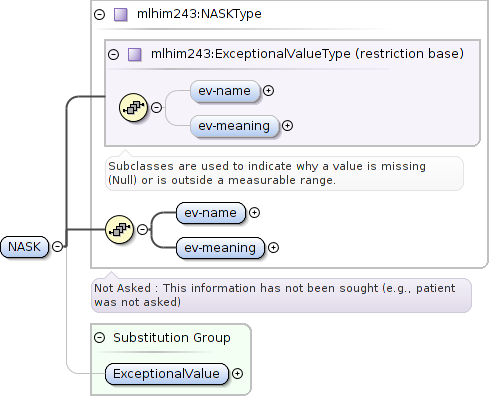 mlhim243:NASKType
mlhim243:ExceptionalValueType (restriction base)
ev-name
ev-meaning
Subclasses are used to indicate why a value is missing
(Null) or is outside a measurable range.
ev-name
NASK
ev-meaning
Not Asked : This information has not been sought (e.g., patient
was not asked)
Substitution Group
ExceptionalValue